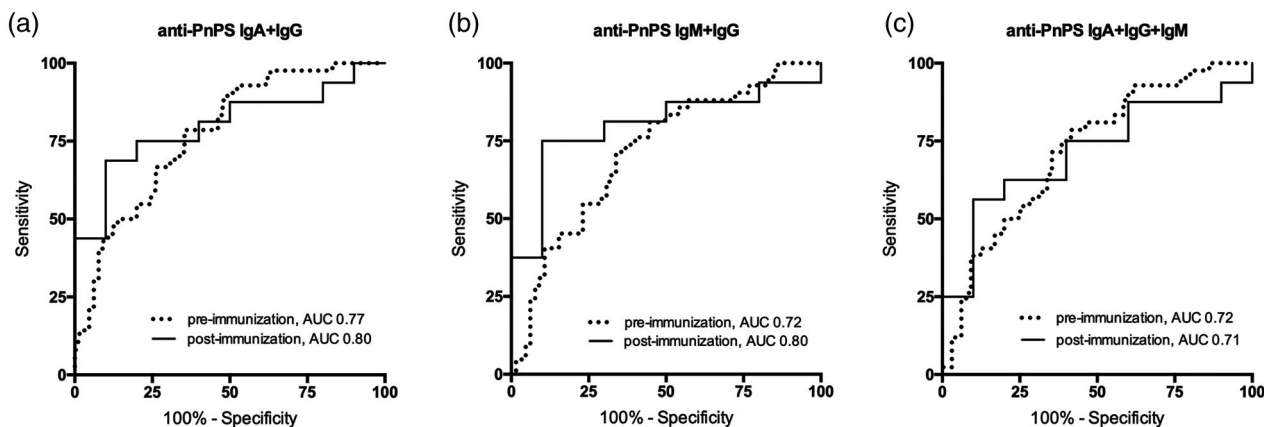 (a)
anti-PnPS IgA+IgG
100
75
50
25
0
Sensitivity
pre-immunization, AUC 0.77
post-immunization, AUC 0.80
0
25
50
75
100
100% - Specificity
(b)
anti-PnPS IgM+IgG
100
75
50
25
0
Sensitivity
pre-immunization, AUC 0.72
post-immunization, AUC 0.80
0
25
50
75
100
100% - Specificity
(c)
anti-PnPS IgA+IgG+IgM
100
75
50
25
0
Sensitivity
pre-immunization, AUC 0.72
post-immunization, AUC 0.71
0
25
50
75
100
100% - Specificity